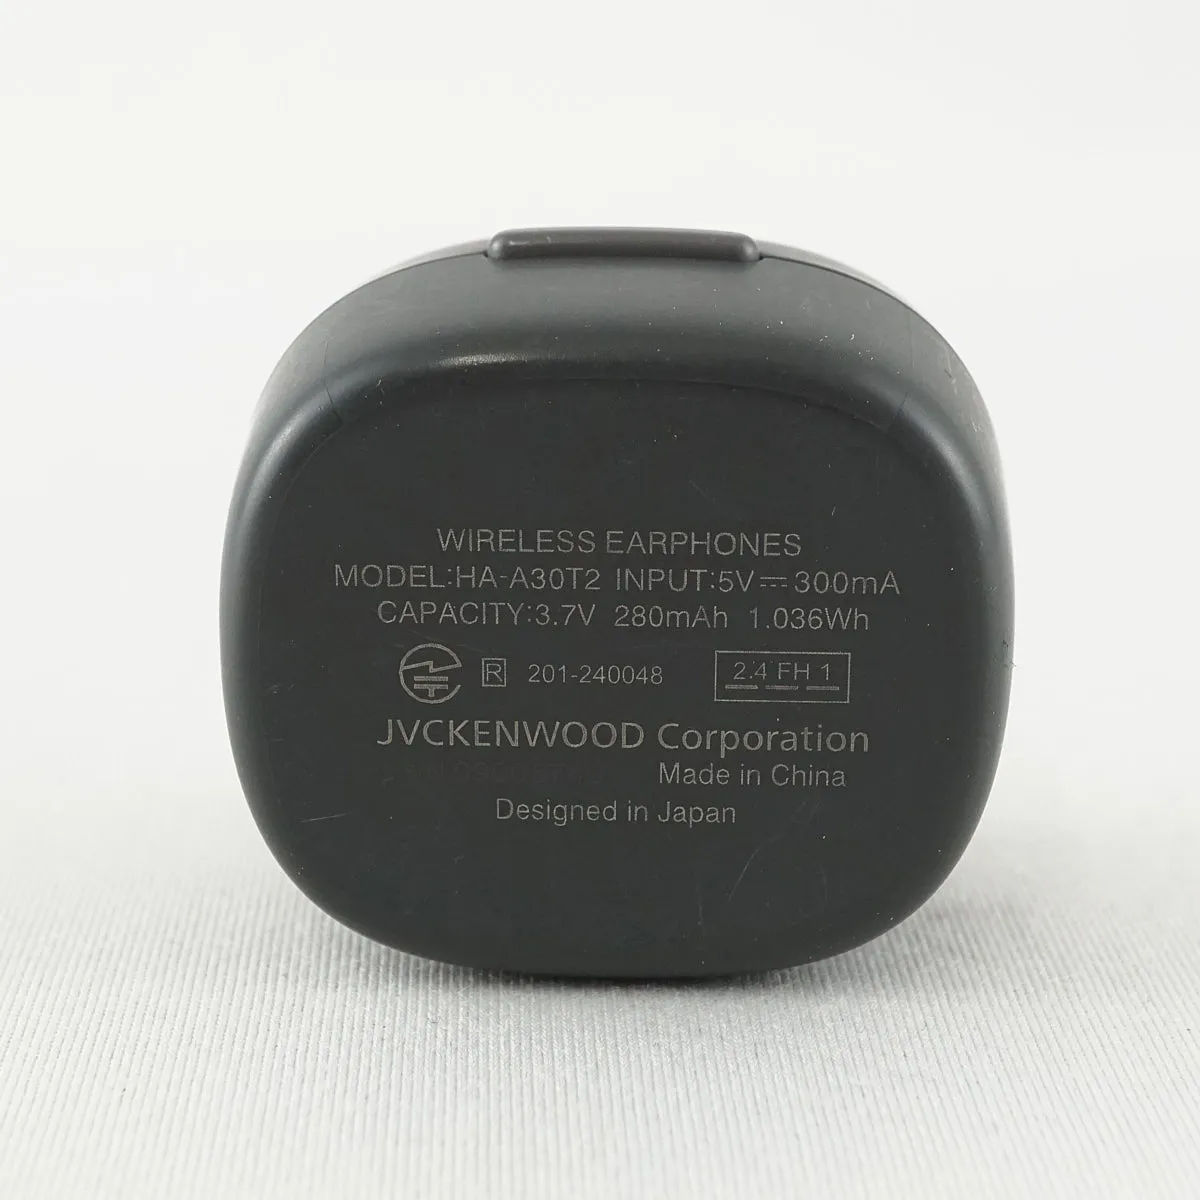 WIRELESS EARPHONES
MODEL:HA-A30T2 INPUT:5V⎓300mA
CAPACITY:3.7V 280mAh 1.036Wh
R 201-240048 2.4 FH 1
JVCKENWOOD Corporation
Made in China
Designed in Japan